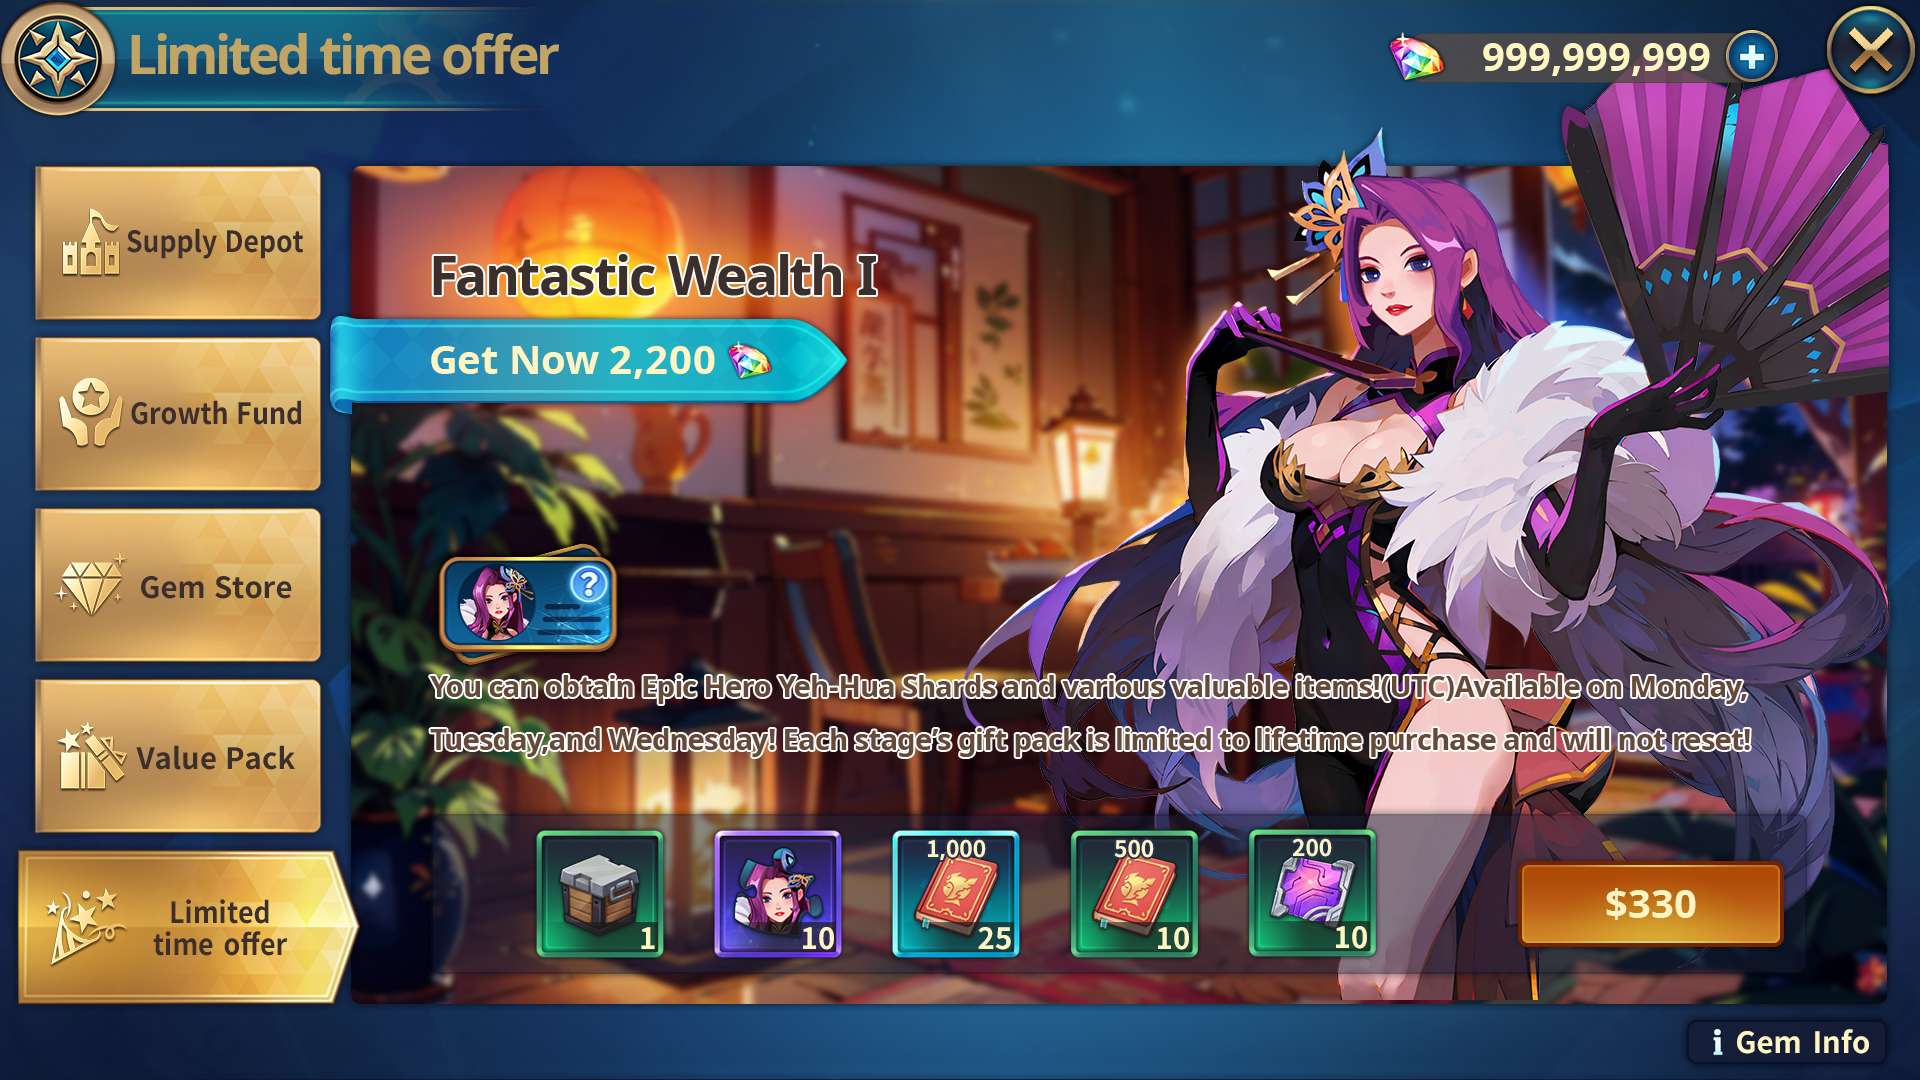 Limited time offer
999,999,999
Supply Depot
Growth Fund
Gem Store
Value Pack
Limited
time offer
Fantastic Wealth I
Get Now 2,200
?
You can obtain Epic Hero Yeh-Hua Shards and various valuable items!(UTC)Available on Monday,
Tuesday,and Wednesday! Each stage's gift pack is limited to lifetime purchase and will not reset!
1
10
1,000
25
500
10
200
10
$330
i Gem Info